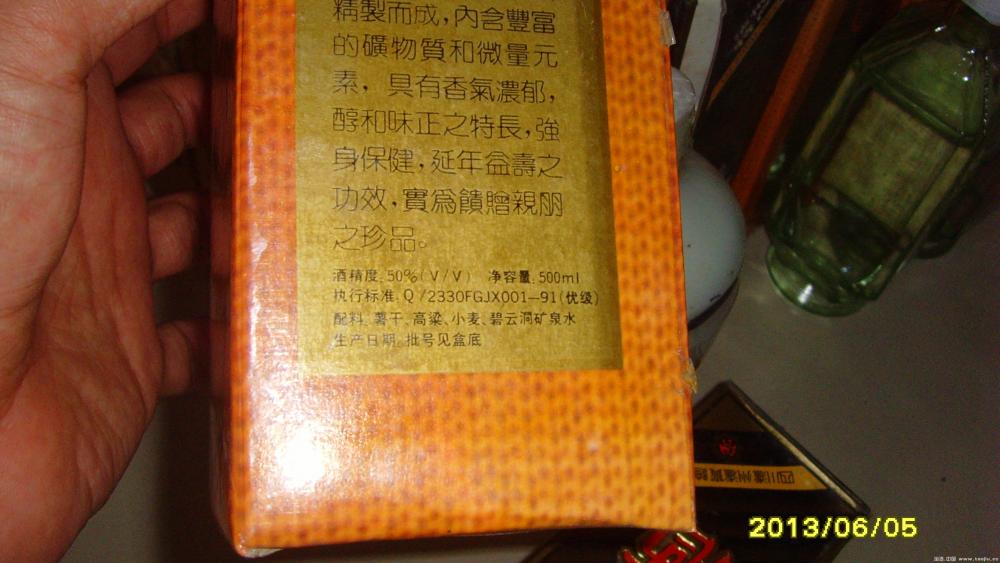 精製而成，內含豐富
的礦物質和微量元
素，具有香氣濃郁，
醇和味正之特長，強
身保健，延年益壽之
功效，實爲饋贈親朋
之珍品。
酒精度：50%（V/V） 净容量：500ml
执行标准：Q/2330FGJX001—91（优级）
配料：薯干、高粱、小麦、碧云洞矿泉水
生产日期、批号见盒底
2013/06/05